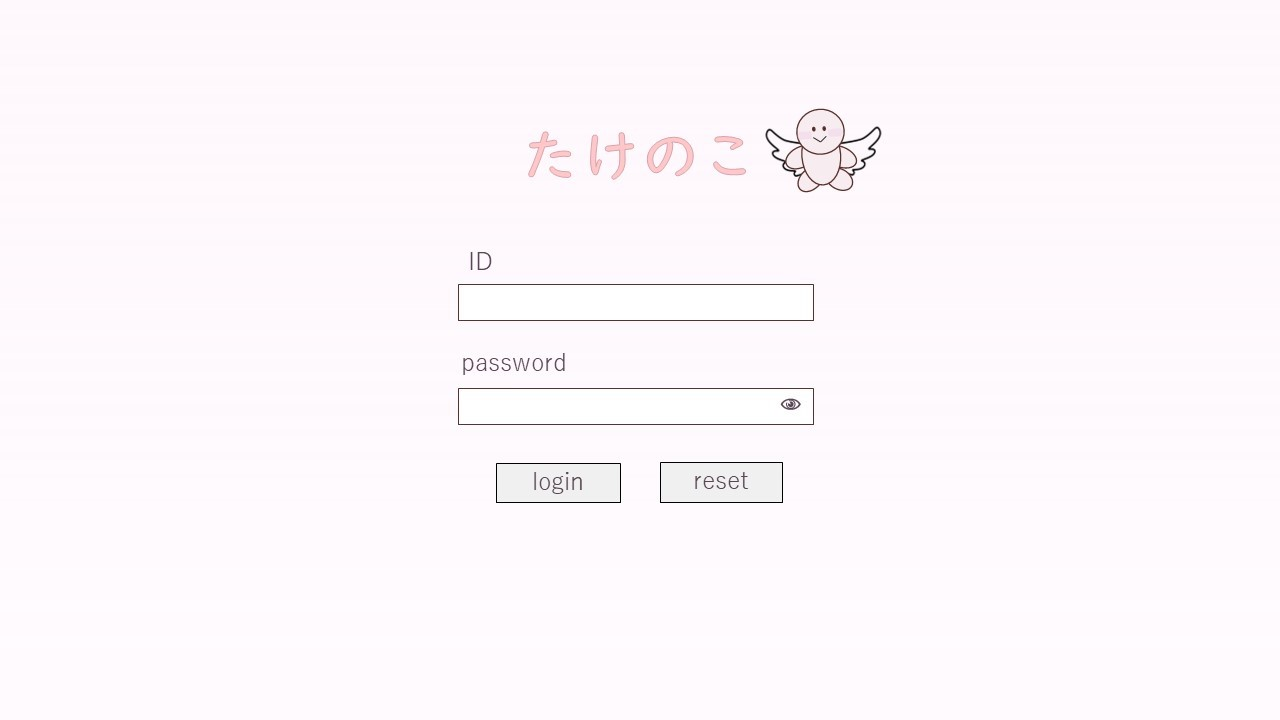 たけのこ
ID
password
login
reset